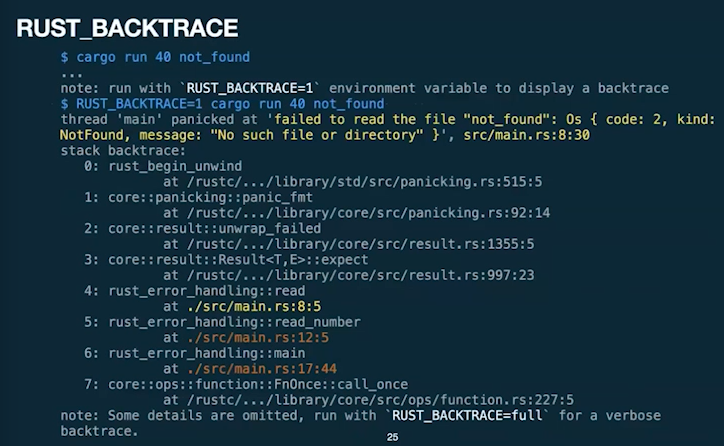 RUST_BACKTRACE
$ cargo run 40 not_found
...
note: run with `RUST_BACKTRACE=1` environment variable to display a backtrace
$ RUST_BACKTRACE=1 cargo run 40 not_found
thread 'main' panicked at 'failed to read the file "not_found": Os { code: 2, kind:
NotFound, message: "No such file or directory" }', src/main.rs:8:30
stack backtrace:
0: rust_begin_unwind
at /rustc/.../library/std/src/panicking.rs:515:5
1: core::panicking::panic_fmt
at /rustc/.../library/core/src/panicking.rs:92:14
2: core::result::unwrap_failed
at /rustc/.../library/core/src/result.rs:1355:5
3: core::result::Result<T,E>::expect
at /rustc/.../library/core/src/result.rs:997:23
4: rust_error_handling::read
at ./src/main.rs:8:5
5: rust_error_handling::read_number
at ./src/main.rs:12:5
6: rust_error_handling::main
at ./src/main.rs:17:44
7: core::ops::function::FnOnce::call_once
at /rustc/.../library/core/src/ops/function.rs:227:5
note: Some details are omitted, run with `RUST_BACKTRACE=full` for a verbose
backtrace.
25